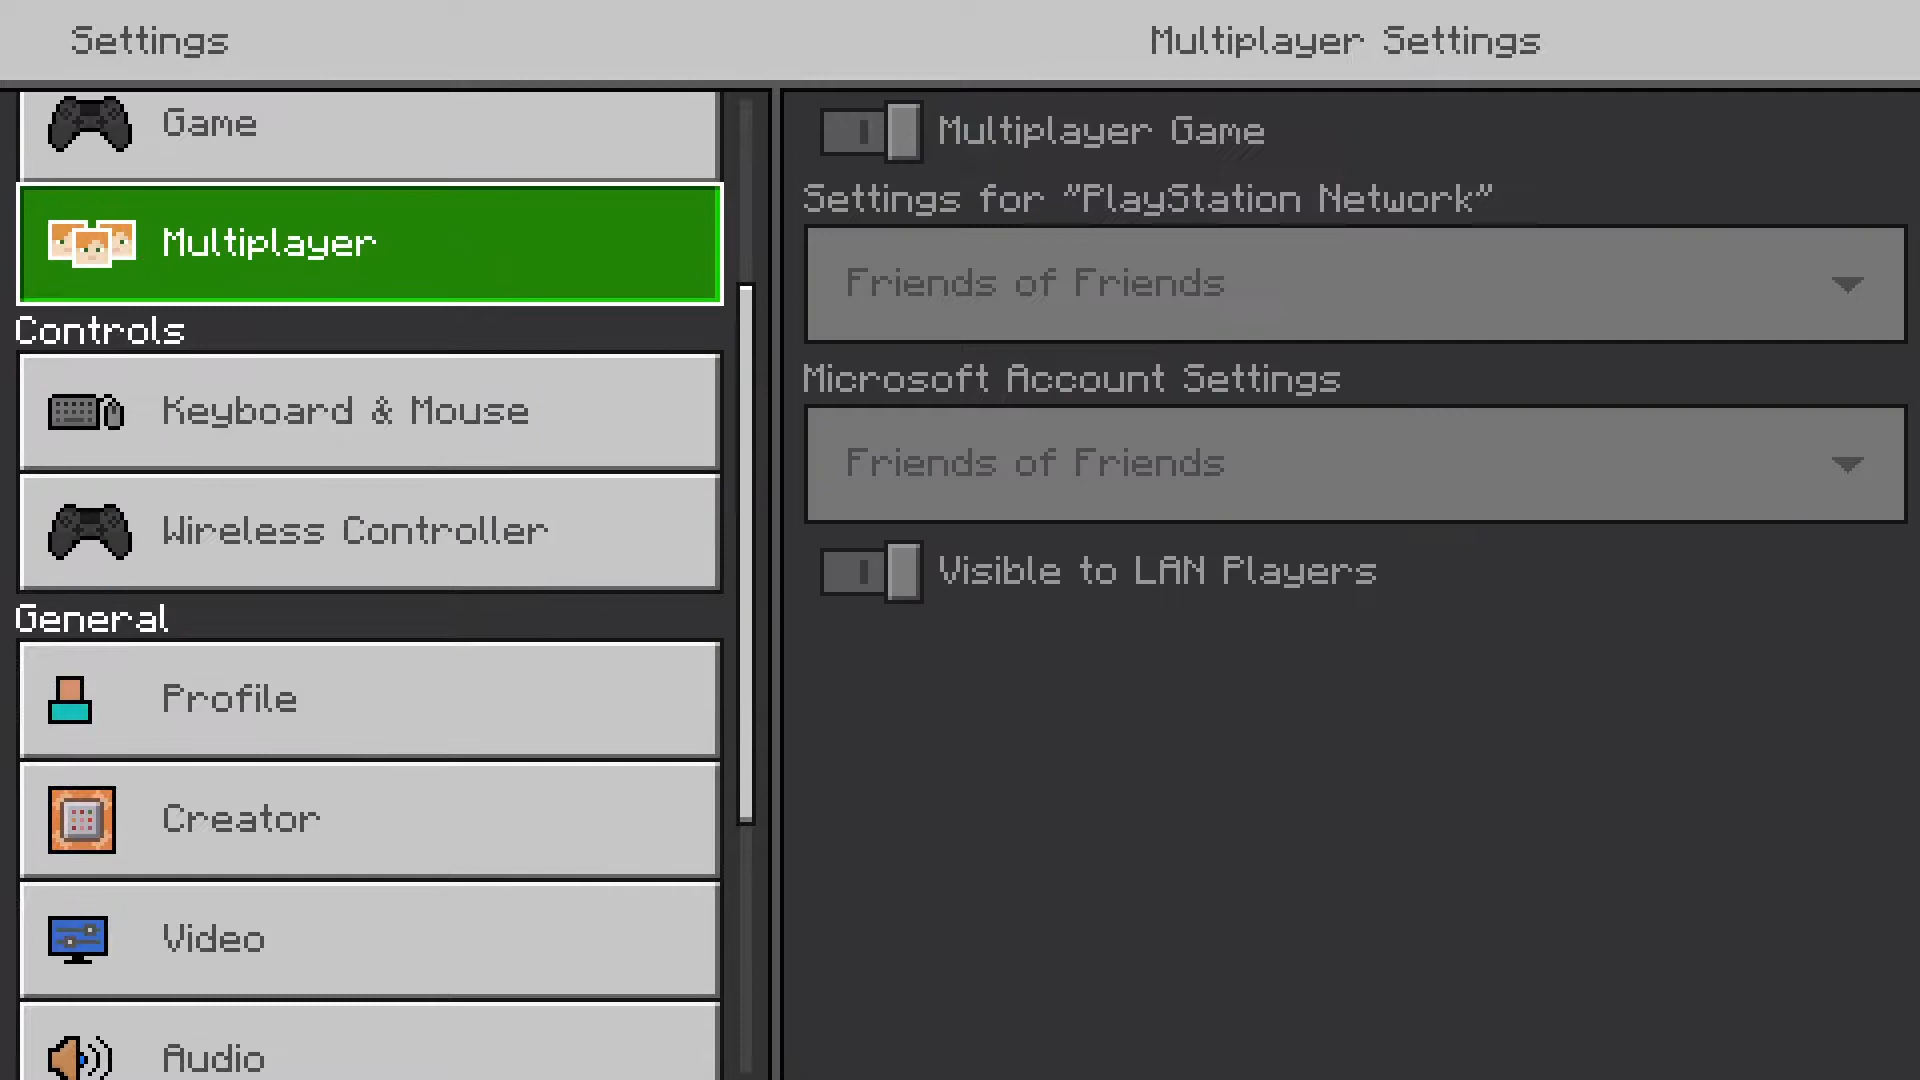 Settings
Multiplayer Settings
Game
Multiplayer
Controls
Keyboard & Mouse
Wireless Controller
General
Profile
Creator
Video
Audio
Multiplayer Game
Settings for "PlayStation Network"
Friends of Friends
Microsoft Account Settings
Friends of Friends
Visible to LAN Players